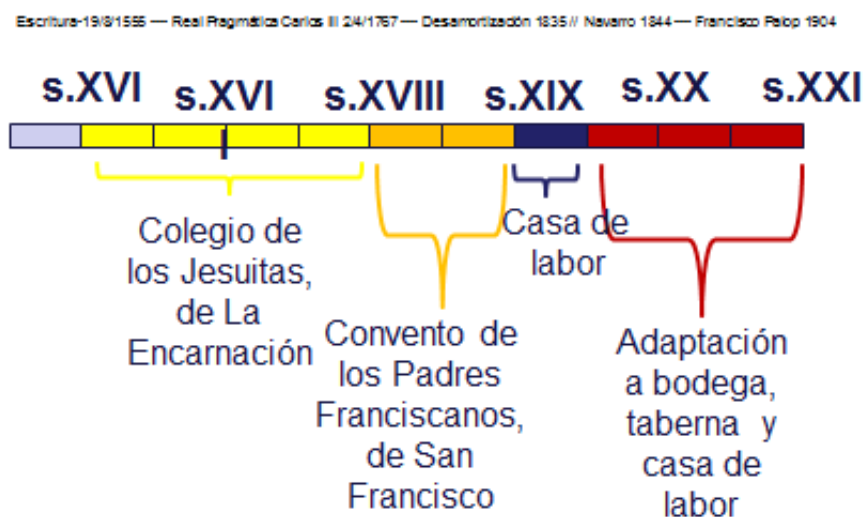 Escritura-19/8/1555 — Real Pragmática Carlos III 2/4/1767 — Desamortización 1835 // Navarro 1844 — Francisco Palop 1904
s.XVI s.XVI s.XVIII s.XIX s.XX s.XXI
I
Colegio de
los Jesuitas,
de La
Encarnación
Convento de
los Padres
Franciscanos,
de San
Francisco
Casa de
labor
Adaptación
a bodega,
taberna y
casa de
labor